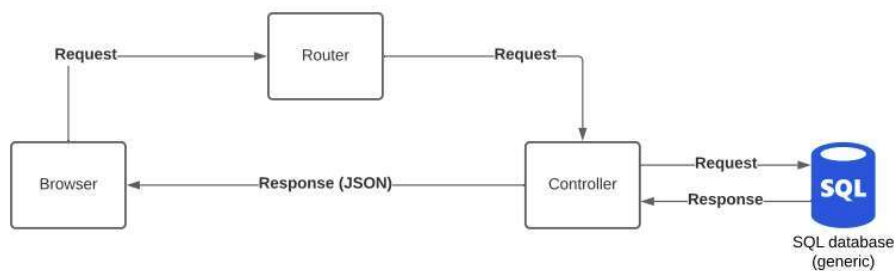 Request
Router
Request
Browser
Response (JSON)
Controller
Request
Response
SQL
SQL database
(generic)